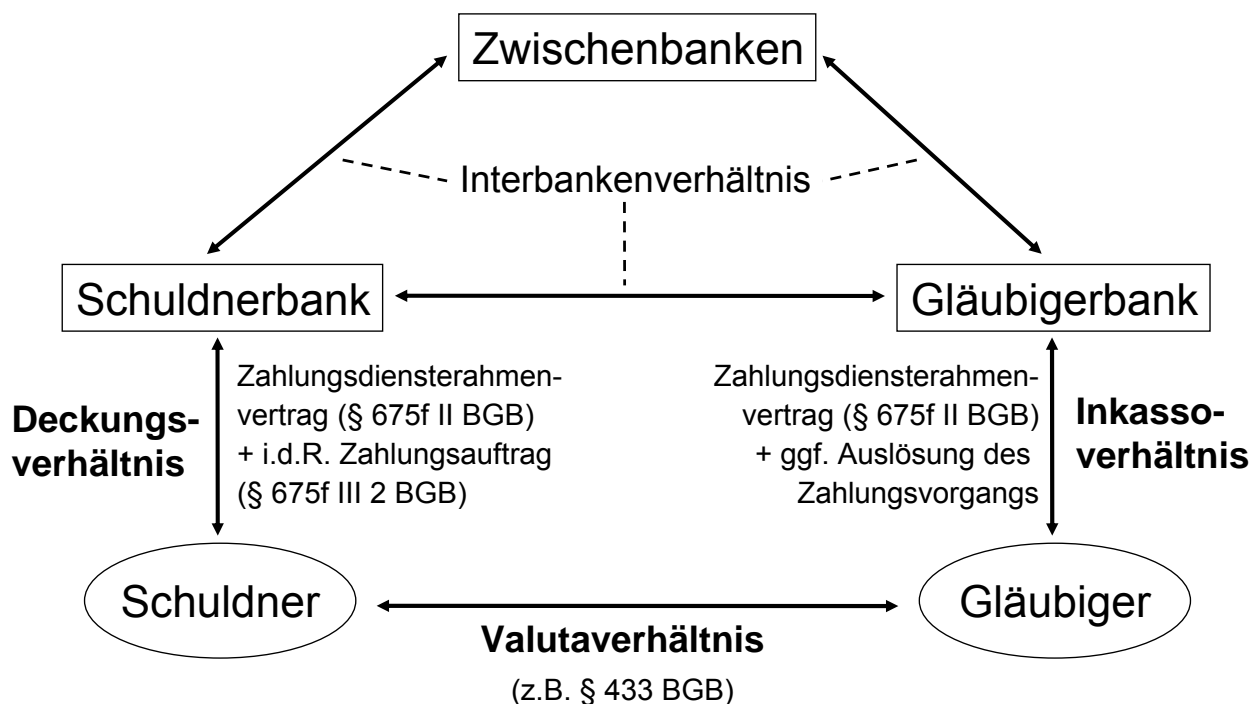 Zwischenbanken
Interbankenverhältnis
Schuldnerbank
Gläubigerbank
Deckungs-
verhältnis
Zahlungsdiensterahmen-
vertrag (§ 675f II BGB)
+ i.d.R. Zahlungsauftrag
(§ 675f III 2 BGB)
Zahlungsdiensterahmen-
vertrag (§ 675f II BGB)
+ ggf. Auslösung des
Zahlungsvorgangs
Inkasso-
verhältnis
Schuldner
Gläubiger
Valutaverhältnis
(z.B. § 433 BGB)